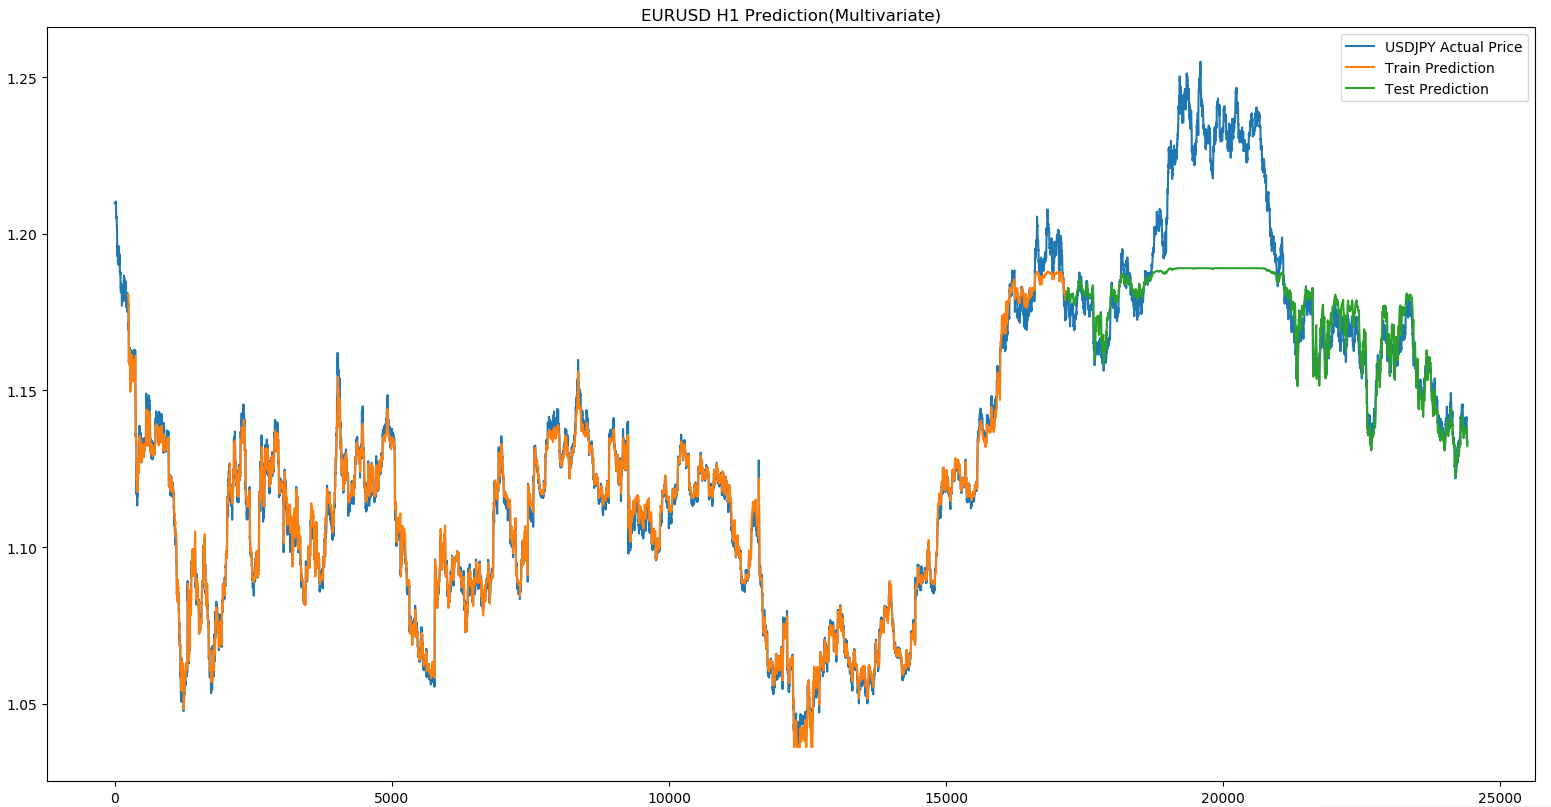 EURUSD H1 Prediction(Multivariate)
USDJPY Actual Price
Train Prediction
Test Prediction
1.25
1.20
1.15
1.10
1.05
0 5000 10000 15000 20000 25000